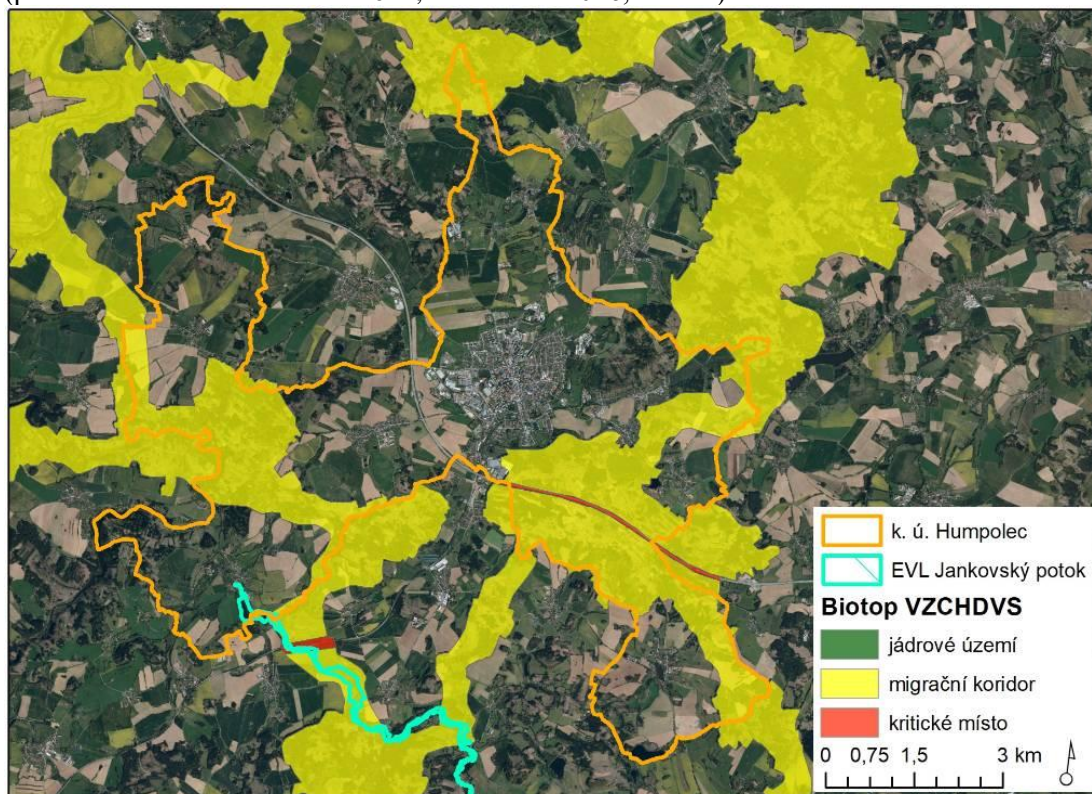 k. ú. Humpolec
EVL Jankovský potok
Biotop VZCHDVS
jádrové území
migrační koridor
kritické místo
0 0,75 1,5 3 km